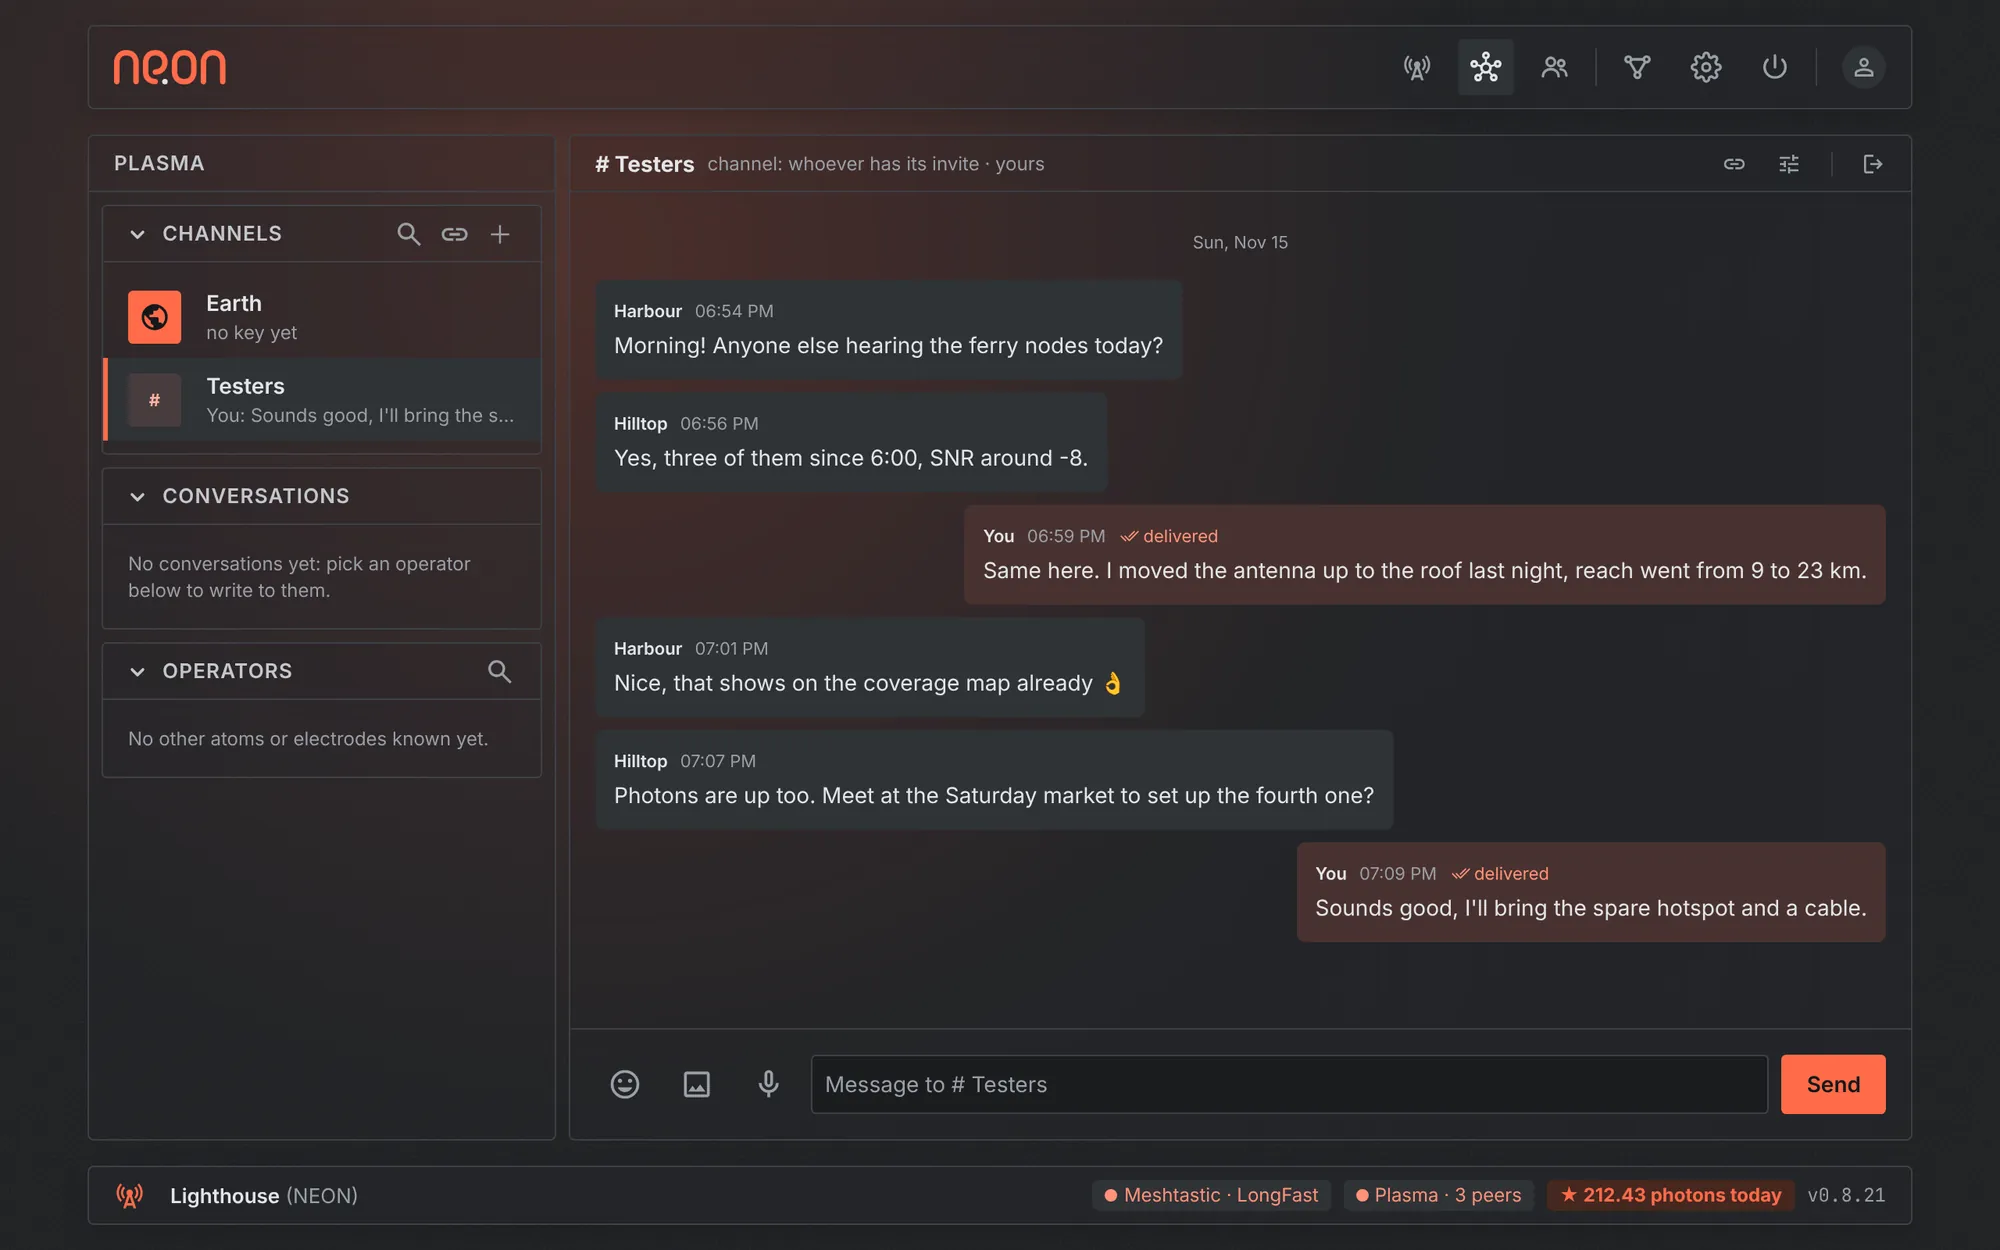 neon
PLASMA
CHANNELS
Earth
no key yet
#
Testers
You: Sounds good, I'll bring the s...
CONVERSATIONS
No conversations yet: pick an operator
below to write to them.
OPERATORS
No other atoms or electrodes known yet.
# Testers channel: whoever has its invite · yours
Sun, Nov 15
Harbour 06:54 PM
Morning! Anyone else hearing the ferry nodes today?
Hilltop 06:56 PM
Yes, three of them since 6:00, SNR around -8.
You 06:59 PM delivered
Same here. I moved the antenna up to the roof last night, reach went from 9 to 23 km.
Harbour 07:01 PM
Nice, that shows on the coverage map already 👌
Hilltop 07:07 PM
Photons are up too. Meet at the Saturday market to set up the fourth one?
You 07:09 PM delivered
Sounds good, I'll bring the spare hotspot and a cable.
Message to # Testers
Send
Lighthouse (NEON)
Meshtastic · LongFast
Plasma · 3 peers
★ 212.43 photons today
v0.8.21